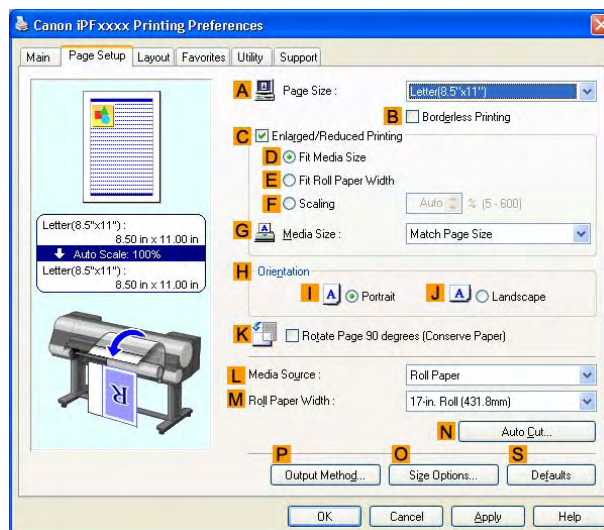 Canon iPFxxxx Printing Preferences
Main Page Setup Layout Favorites Utility Support
A Page Size : Letter(8.5"x11")
B Borderless Printing
C Enlarged/Reduced Printing
D Fit Media Size
E Fit Roll Paper Width
F Scaling Auto % (5 - 600)
G Media Size : Match Page Size
Letter(8.5"x11") :
8.50 in x 11.00 in
Auto Scale: 100%
Letter(8.5"x11") :
8.50 in x 11.00 in
H Orientation
I A Portrait J A Landscape
K Rotate Page 90 degrees (Conserve Paper)
R
L Media Source : Roll Paper
M Roll Paper Width : 17-in. Roll (431.8mm)
N Auto Cut...
P O S
Output Method... Size Options... Defaults
OK Cancel Apply Help